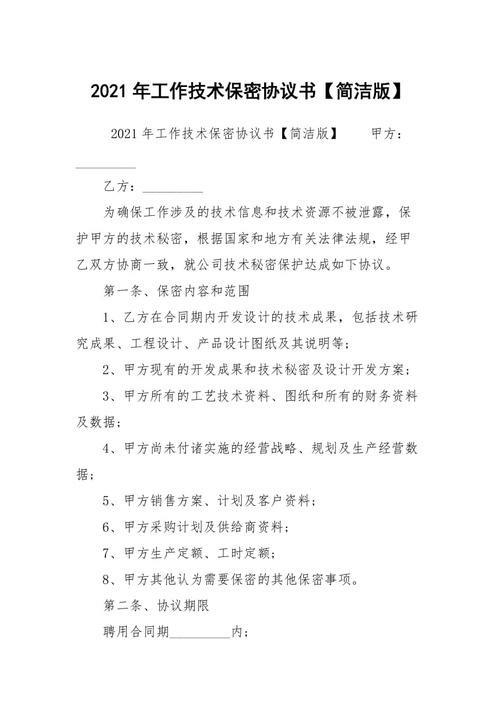 2021年工作技术保密协议书【简洁版】
2021年工作技术保密协议书【简洁版】 甲方：
_________
乙方：_________
为确保工作涉及的技术信息和技术资源不被泄露，保
护甲方的技术秘密，根据国家和地方有关法律法规，经甲
乙双方协商一致，就公司技术秘密保护达成如下协议。
第一条、保密内容和范围
1、乙方在合同期内开发设计的技术成果，包括技术研
究成果、工程设计、产品设计图纸及其说明等;
2、甲方现有的开发成果和技术秘密及设计开发方案;
3、甲方所有的工艺技术资料、图纸和所有的财务资料
及数据;
4、甲方尚未付诸实施的经营战略、规划及生产经营数
据;
5、甲方销售方案、计划及客户资料;
6、甲方采购计划及供给商资料;
7、甲方生产定额、工时定额;
8、甲方其他认为需要保密的其他保密事项。
第二条、协议期限
聘用合同期_________内;